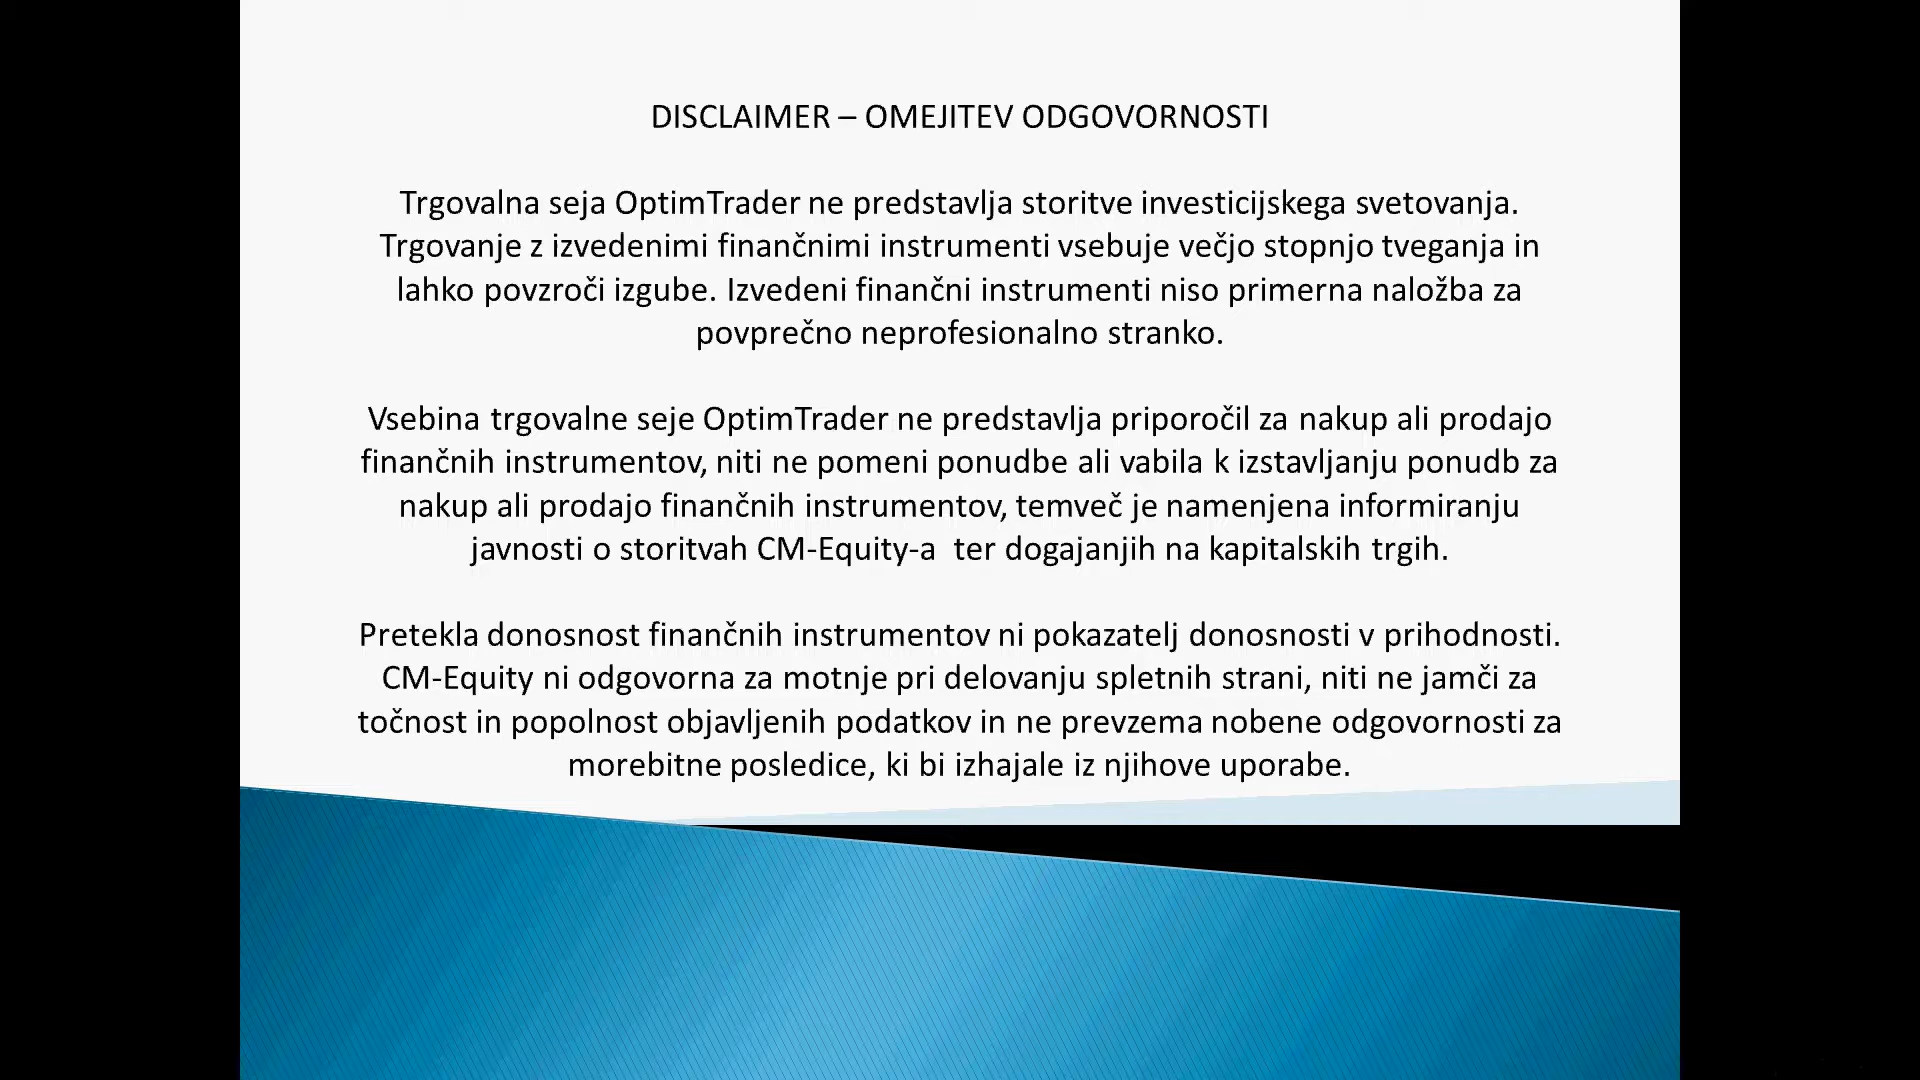 DISCLAIMER – OMEJITEV ODGOVORNOSTI
Trgovalna seja OptimTrader ne predstavlja storitve investicijskega svetovanja.
Trgovanje z izvedenimi finančnimi instrumenti vsebuje večjo stopnjo tveganja in
lahko povzroči izgube. Izvedeni finančni instrumenti niso primerna naložba za
povprečno neprofesionalno stranko.
Vsebina trgovalne seje OptimTrader ne predstavlja priporočil za nakup ali prodajo
finančnih instrumentov, niti ne pomeni ponudbe ali vabila k izstavljanju ponudb za
nakup ali prodajo finančnih instrumentov, temveč je namenjena informiranju
javnosti o storitvah CM-Equity-a ter dogajanjih na kapitalskih trgih.
Pretekla donosnost finančnih instrumentov ni pokazatelj donosnosti v prihodnosti.
CM-Equity ni odgovorna za motnje pri delovanju spletnih strani, niti ne jamči za
točnost in popolnost objavljenih podatkov in ne prevzema nobene odgovornosti za
morebitne posledice, ki bi izhajale iz njihove uporabe.